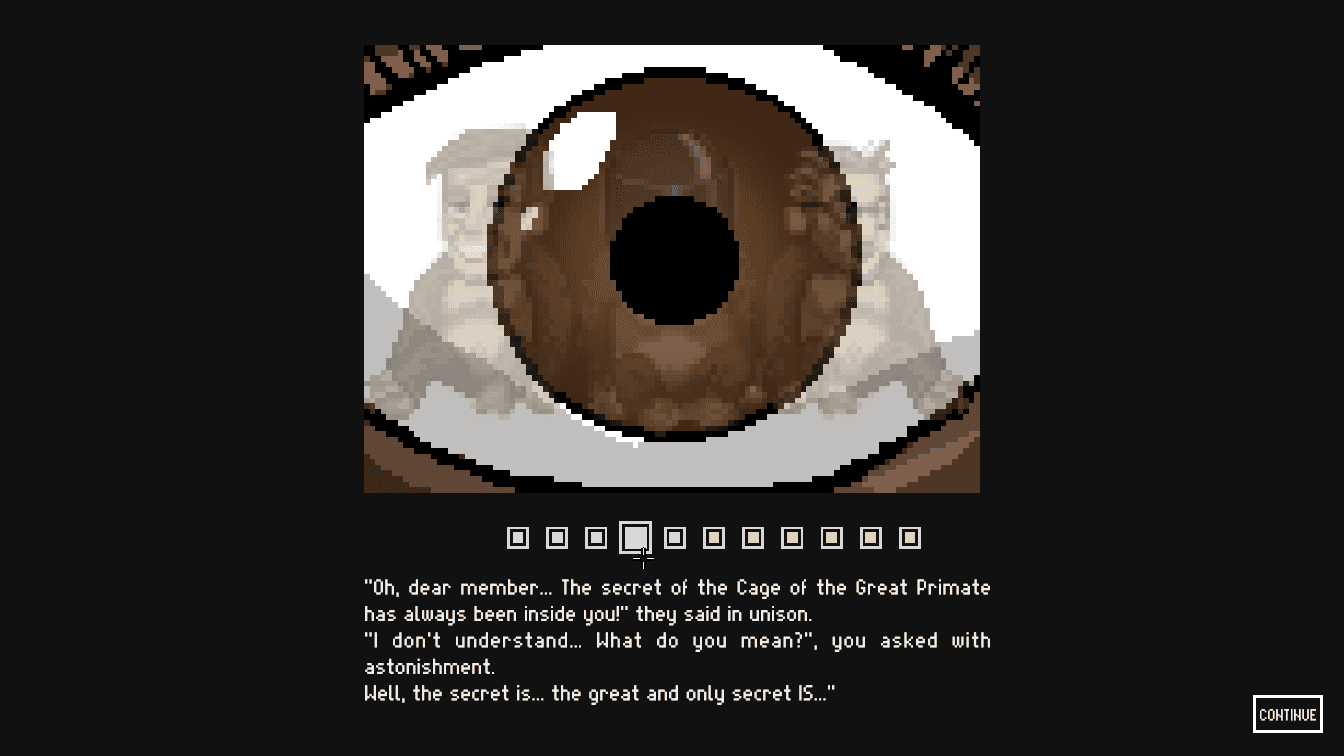 "Oh, dear member... The secret of the Cage of the Great Primate
has always been inside you!" they said in unison.
"I don't understand... What do you mean?", you asked with
astonishment.
Well, the secret is... the great and only secret IS..."
CONTINUE